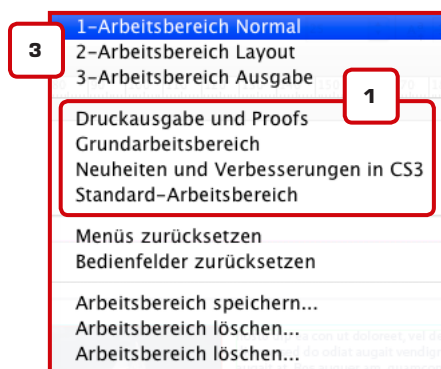 1-Arbeitsbereich Normal
3
2-Arbeitsbereich Layout
3-Arbeitsbereich Ausgabe
1
Druckausgabe und Proofs
Grundarbeitsbereich
Neuheiten und Verbesserungen in CS3
Standard-Arbeitsbereich
Menüs zurücksetzen
Bedienfelder zurücksetzen
Arbeitsbereich speichern...
Arbeitsbereich löschen...
Arbeitsbereich löschen...